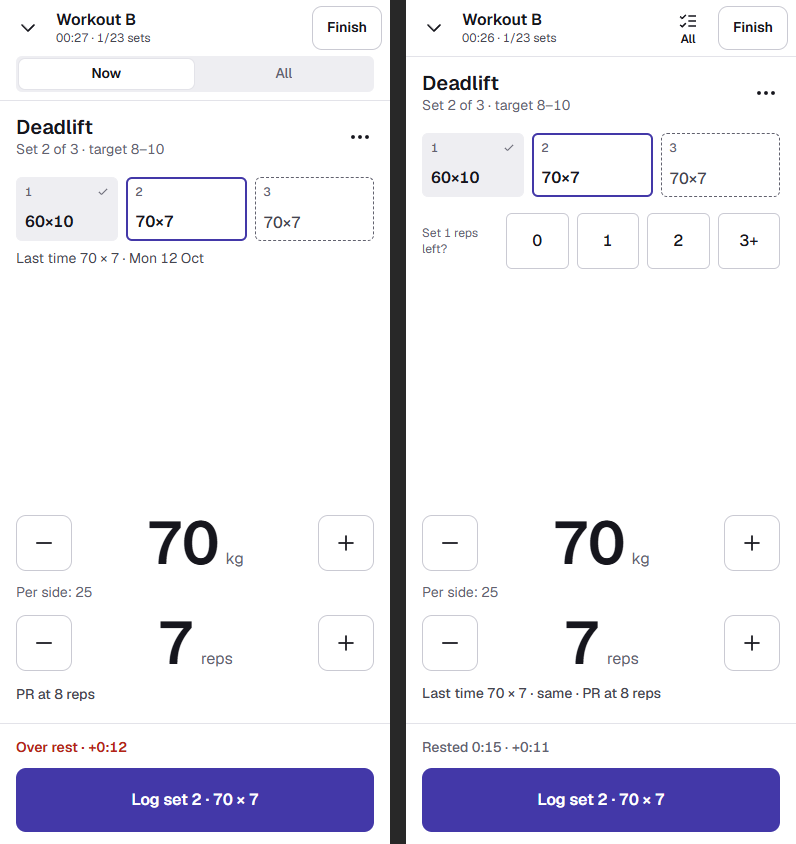 Workout B
00:27 · 1/23 sets
Finish
Now
All
Deadlift
Set 2 of 3 · target 8–10
1
60×10
2
70×7
3
70×7
Last time 70 × 7 · Mon 12 Oct
70 kg
Per side: 25
7 reps
PR at 8 reps
Over rest · +0:12
Log set 2 · 70 × 7
Workout B
00:26 · 1/23 sets
All
Finish
Deadlift
Set 2 of 3 · target 8–10
1
60×10
2
70×7
3
70×7
Set 1 reps
left?
0
1
2
3+
70 kg
Per side: 25
7 reps
Last time 70 × 7 · same · PR at 8 reps
Rested 0:15 · +0:11
Log set 2 · 70 × 7